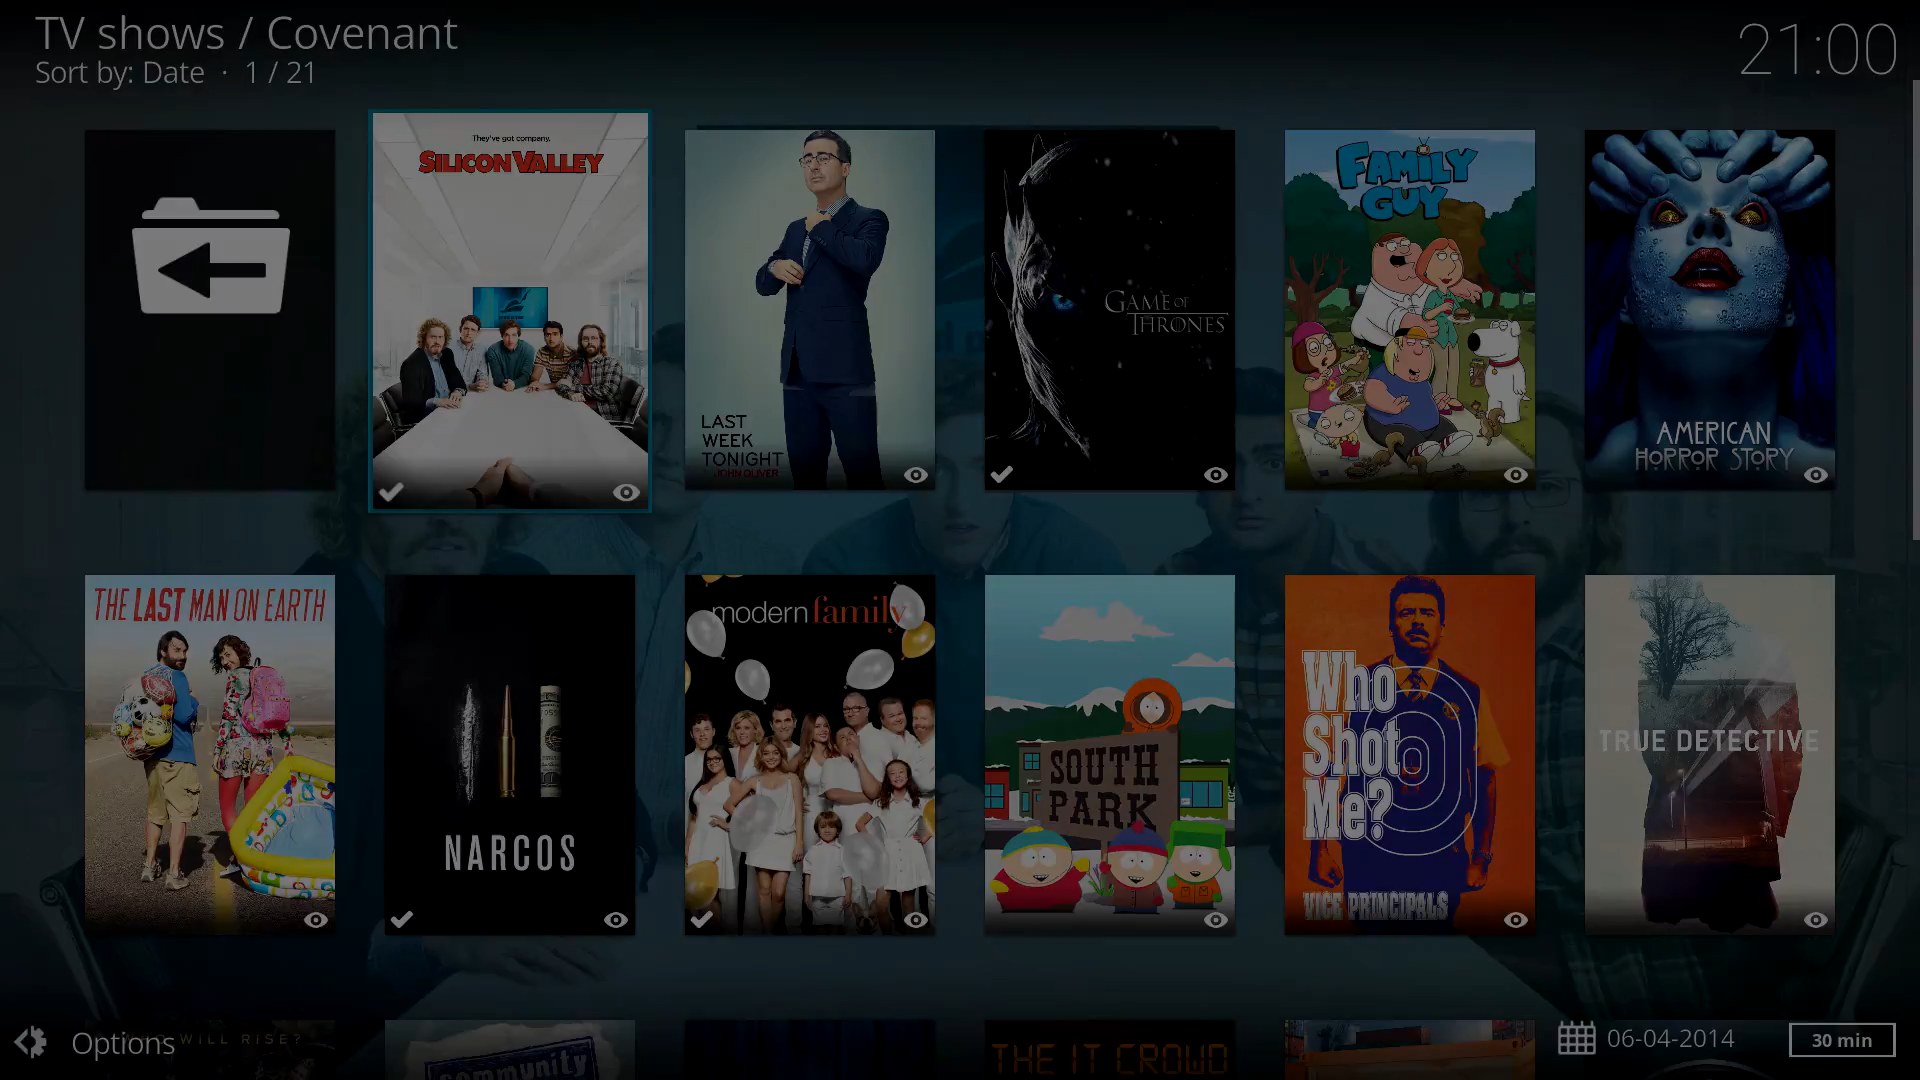 TV shows / Covenant
Sort by: Date · 1 / 21
21:00
They've got company.
SILICON VALLEY
LAST
WEEK
TONIGHT
JOHN OLIVER
GAME OF
THRONES
FAMILY
GUY
AMERICAN
HORROR STORY
THE LAST MAN ON EARTH
NARCOS
modern family
SOUTH
PARK
Who
Shot
Me?
VICE PRINCIPALS
TRUE DETECTIVE
Options
WILL RISE?
community
THE IT CROWD
06-04-2014
30 min